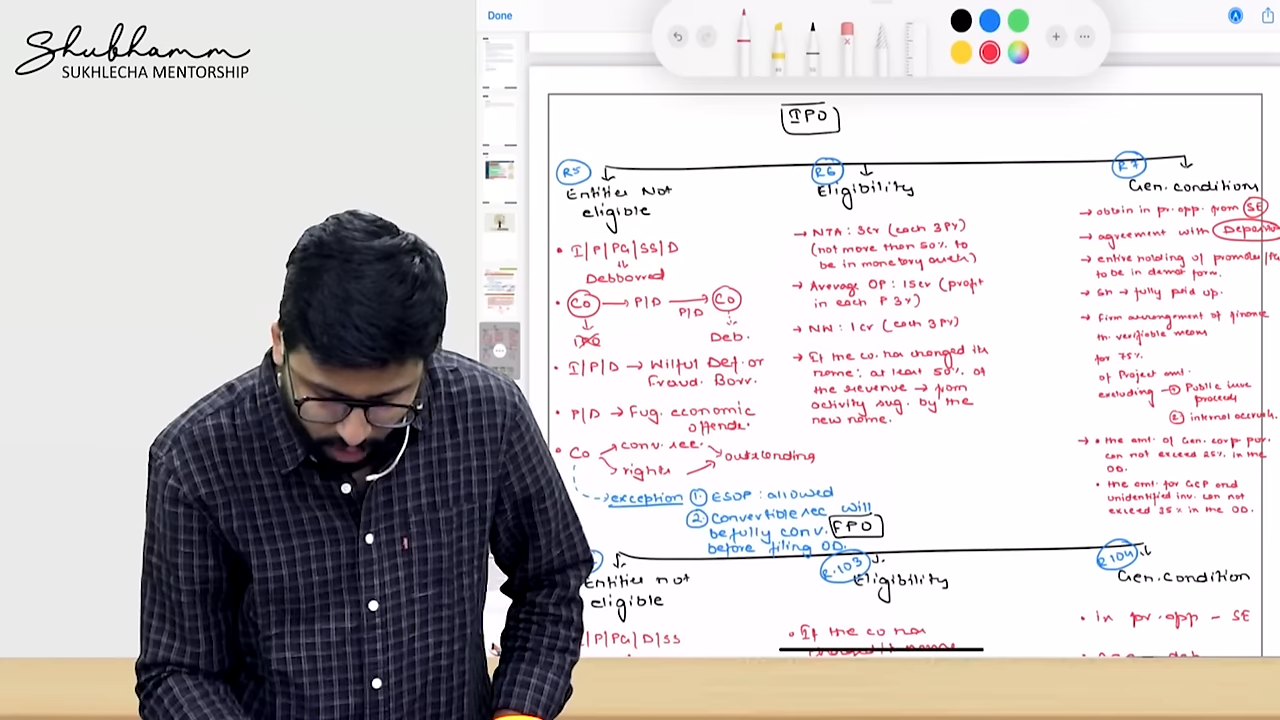 Shubhamm
SUKHLECHA MENTORSHIP
Done
IPO
R5
Entities Not
eligible
• I/P/PG/SS/D
Debbared
• Co → P/D → Co
P/D
Deb.
• I/P/D → Wilful Def. or
Fraud. Borr.
• P/D → Fug. economic
offende.
• Co
conv. sec.
rights
outstanding
exception
① ESOP : allowed
② Convertible sec will
be fully conv.
before filing OD.
R6
Eligibility
→ NTA : 3cr (each 3PY)
(not more than 50% to
be in monetary
→ Average OP : 15cr (profit
in each P 3Y)
→ NW : 1cr (each 3PY)
→ If the co. has changed its
name : at least 50% of
the revenue → from
activity sug. by the
new name.
R7
Gen. conditions
→ obtain in pr. opp. from SE
→ agreement with
→ entire holding of promoter/
to be in demat form.
→ Sh → fully paid up.
→ firm arrangement of finance
th. verifiable means
for 75%
of Project amt.
excluding → ① Public issue
proceeds
② internal accruals.
→ • the amt. of Gen. corp pur.
can not exceed 25% in the
OD.
• the amt. for GCP and
unidentified inv. can not
exceed 35% in the OD.
FPO
Entities not
eligible
I/P/PG/D/SS
R.103
Eligibility
• If the co has
R.104
Gen. condition
• in pr. opp - SE